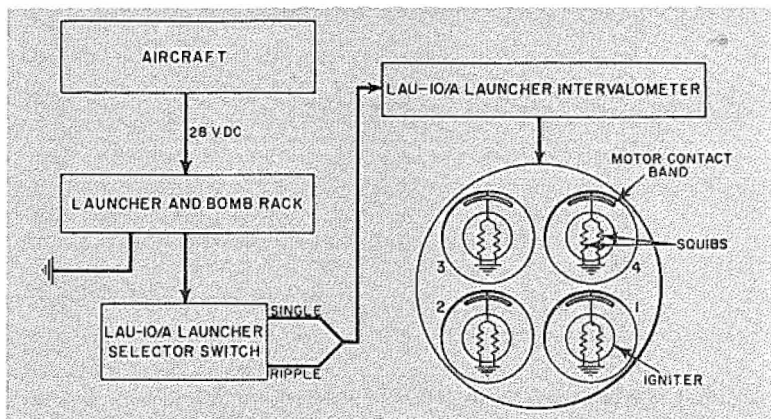 AIRCRAFT
28 V.DC
LAUNCHER AND BOMB RACK
LAU-10/A LAUNCHER
SELECTOR SWITCH
SINGLE
RIPPLE
LAU-10/A LAUNCHER INTERVALOMETER
MOTOR CONTACT
BAND
SQUIBS
3
4
2
1
IGNITER